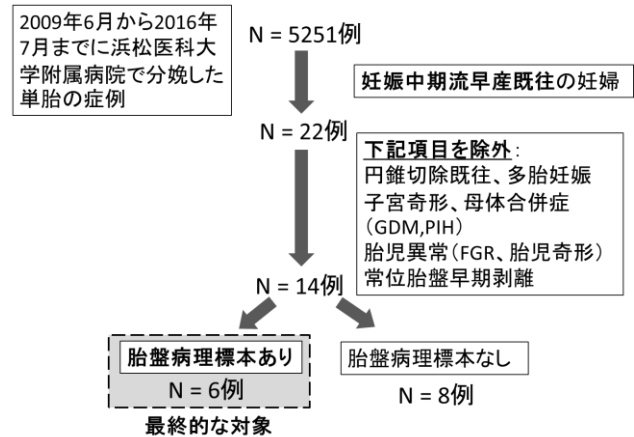 2009年6月から2016年
7月までに浜松医科大
学附属病院で分娩した
単胎の症例
N = 5251例
妊娠中期流早産既往の妊婦
N = 22例
下記項目を除外：
円錐切除既往、多胎妊娠
子宮奇形、母体合併症
(GDM,PIH)
胎児異常(FGR、胎児奇形)
常位胎盤早期剥離
N = 14例
胎盤病理標本あり
N = 6例
最終的な対象
胎盤病理標本なし
N = 8例